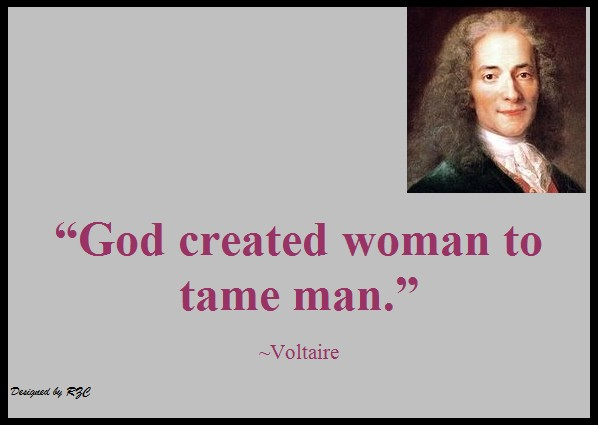 “God created woman to
tame man.”
~Voltaire
Designed by RZC